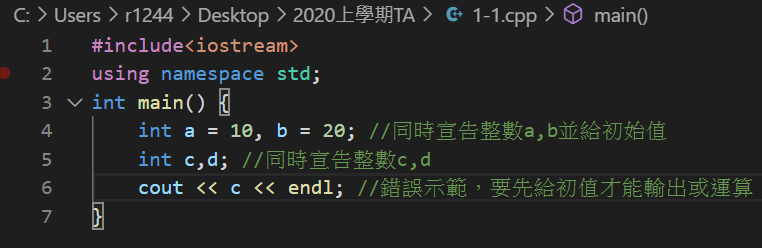 C: > Users > r1244 > Desktop > 2020上學期TA > 1-1.cpp > main()
1 #include<iostream>
2 using namespace std;
3 int main() {
4 int a = 10, b = 20; //同時宣告整數a,b並給初始值
5 int c,d; //同時宣告整數c,d
6 cout << c << endl; //錯誤示範，要先給初值才能輸出或運算
7 }